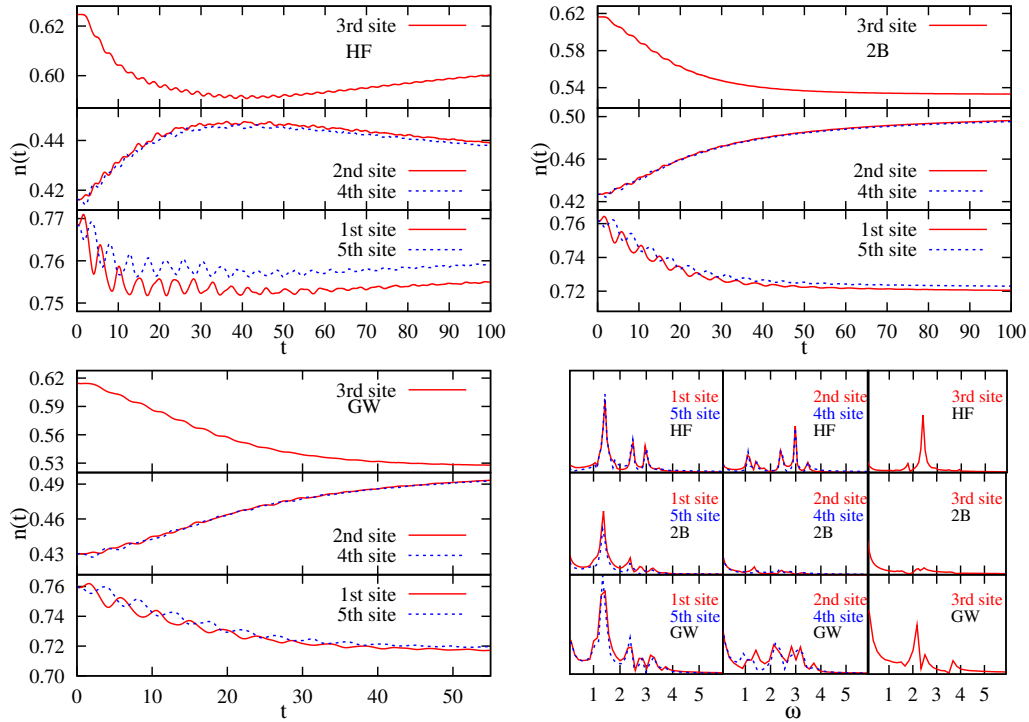 0.62
0.60
3rd site
HF
0.44
0.42
n(t)
2nd site
4th site
0.77
0.76
0.75
1st site
5th site
0 10 20 30 40 50 60 70 80 90 100
t
0.62
0.58
0.54
3rd site
2B
0.50
0.46
0.42
n(t)
2nd site
4th site
0.76
0.72
1st site
5th site
0 20 40 60 80 100
t
0.62
0.59
0.56
0.53
3rd site
GW
0.49
0.46
0.43
n(t)
2nd site
4th site
0.76
0.74
0.72
0.70
1st site
5th site
0 10 20 30 40 50
t
1st site
5th site
HF
2nd site
4th site
HF
3rd site
HF
1st site
5th site
2B
2nd site
4th site
2B
3rd site
2B
1st site
5th site
GW
2nd site
4th site
GW
3rd site
GW
1 2 3 4 5 1 2 3 4 5 1 2 3 4 5
ω